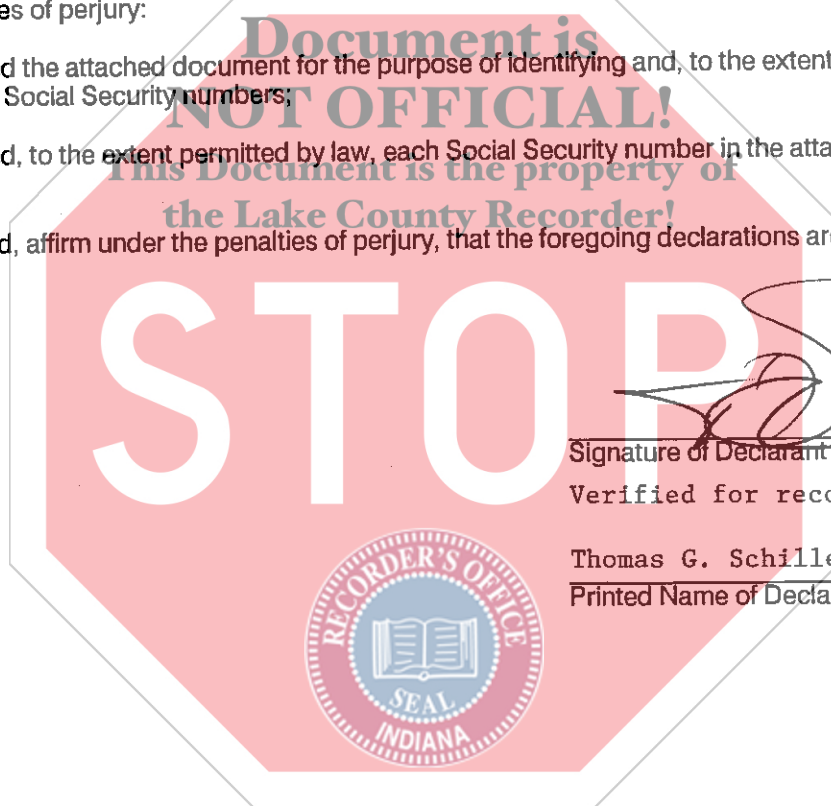 es of perjury:
Document is
d the attached document for the purpose of identifying and, to the extent
Social Security numbers;
NOT OFFICIAL!
d, to the extent permitted by law, each Social Security number in the atta
This Document is the property of
the Lake County Recorder!
d, affirm under the penalties of perjury, that the foregoing declarations ar
STOP
Signature of Declarant
Verified for reco
Thomas G. Schille
Printed Name of Decla
RECORDER'S OFFICE
SEAL
INDIANA